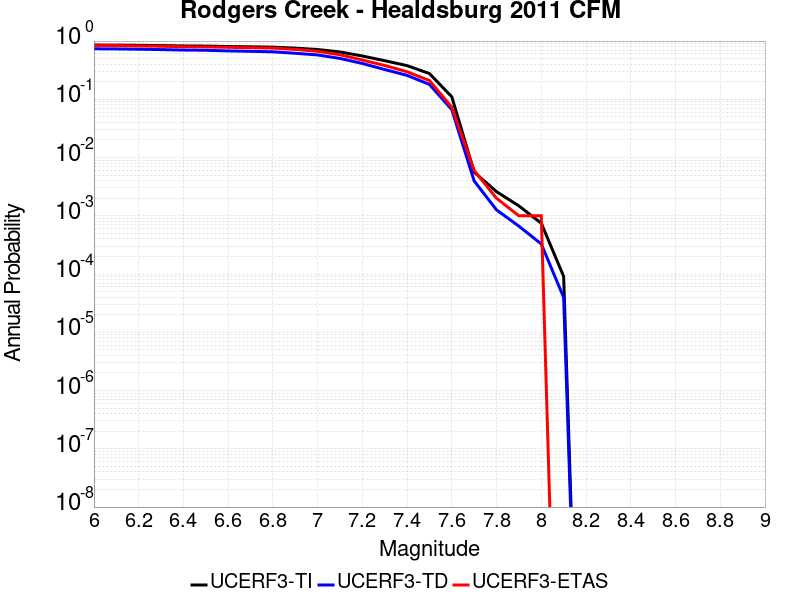 Rodgers Creek - Healdsburg 2011 CFM
Annual Probability
10^0
10^-1
10^-2
10^-3
10^-4
10^-5
10^-6
10^-7
10^-8
6 6.2 6.4 6.6 6.8 7 7.2 7.4 7.6 7.8 8 8.2 8.4 8.6 8.8 9
Magnitude
UCERF3-TI UCERF3-TD UCERF3-ETAS